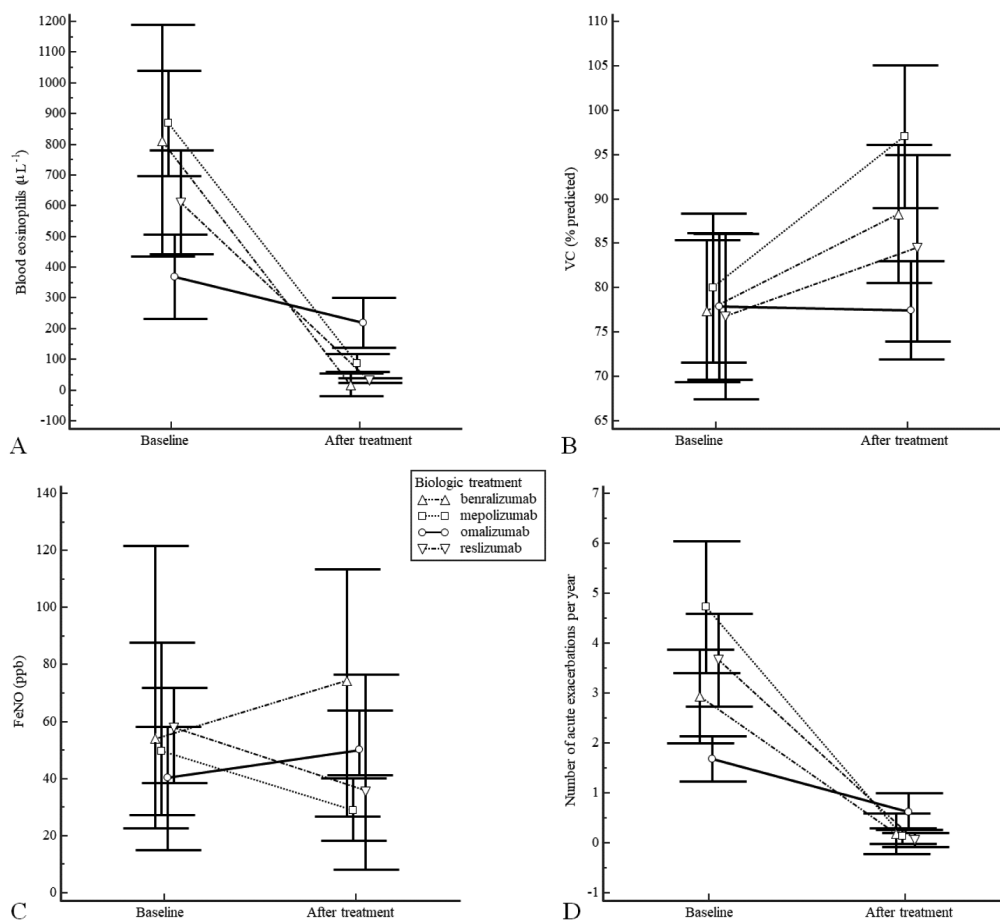 1200
1100
1000
900
800
700
600
500
400
300
200
100
0
-100
Blood eosinophils (µL⁻¹)
Baseline
After treatment
A
110
105
100
95
90
85
80
75
70
65
VC (% predicted)
Baseline
After treatment
B
Biologic treatment
benralizumab
mepolizumab
omalizumab
reslizumab
140
120
100
80
60
40
20
0
FeNO (ppb)
Baseline
After treatment
C
7
6
5
4
3
2
1
0
-1
Number of acute exacerbations per year
Baseline
After treatment
D